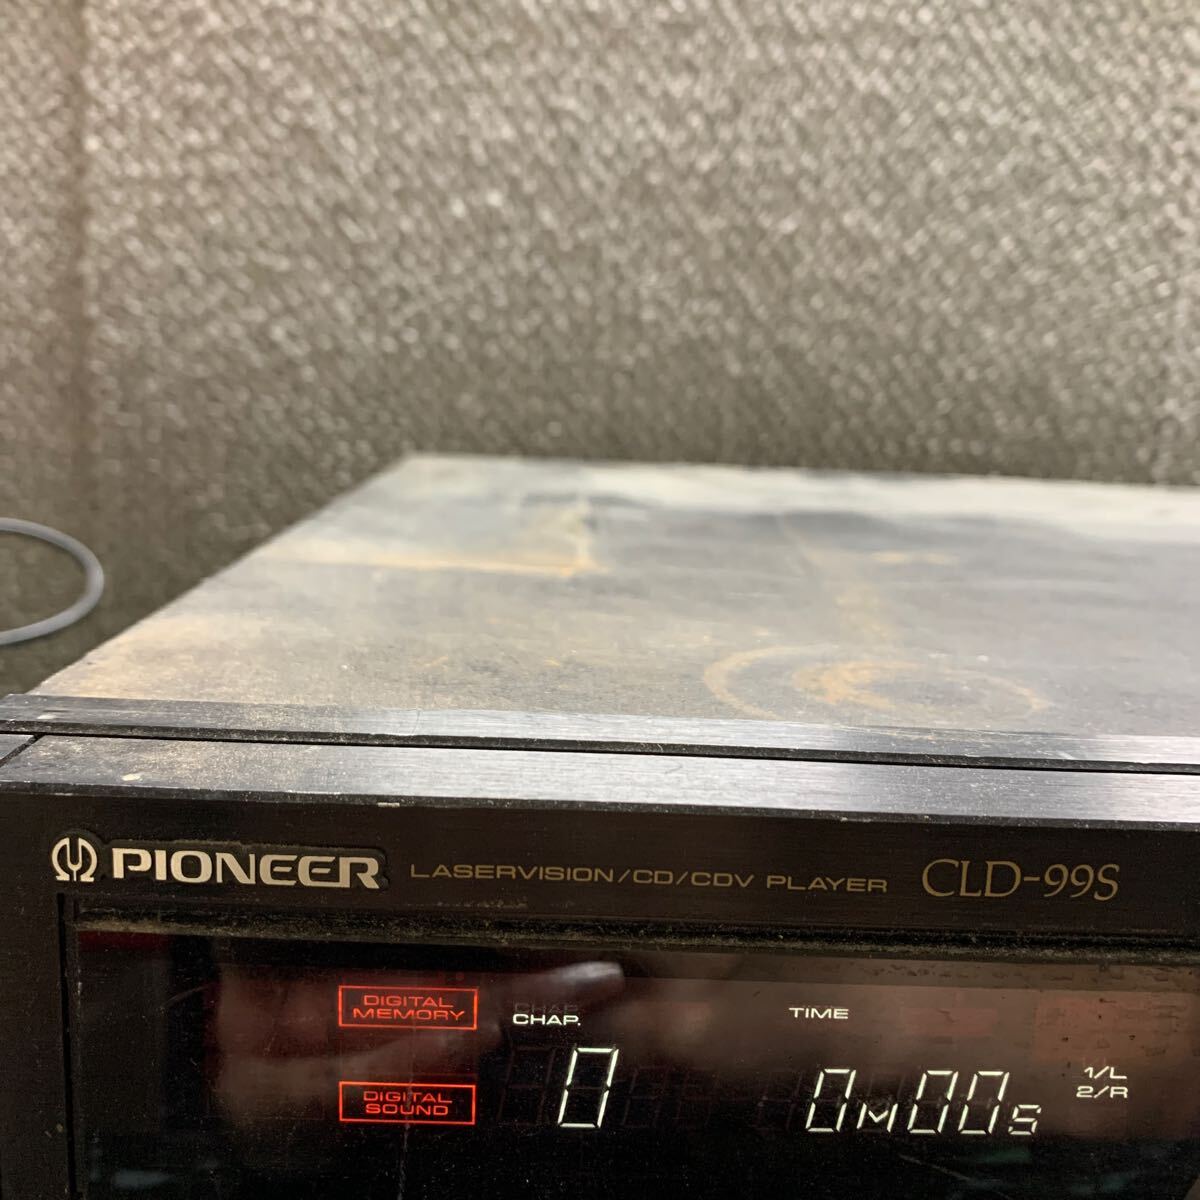 PIONEER LASERVISION/CD/CDV PLAYER CLD-99S
DIGITAL MEMORY
CHAP.
TIME
DIGITAL SOUND
0
0M00s
1/L
2/R